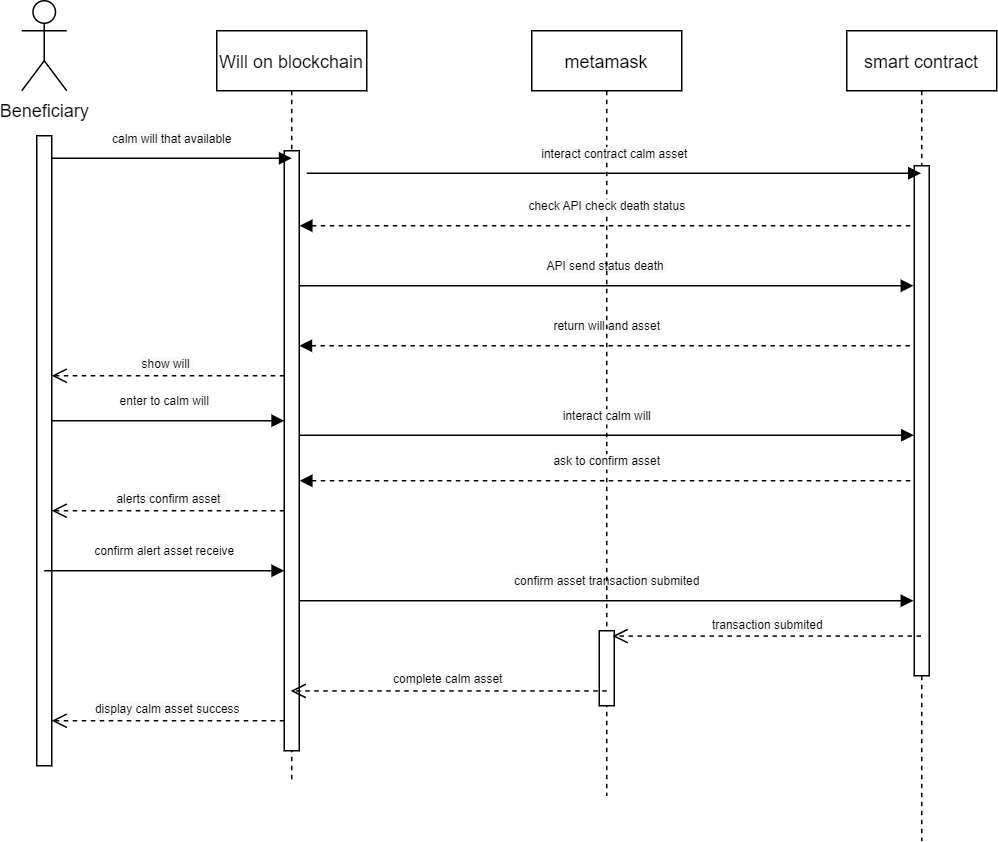 Will on blockchain
metamask
smart contract
Beneficiary
calm will that available
interact contract calm asset
check API check death status
API send status death
return will and asset
show will
enter to calm will
interact calm will
ask to confirm asset
alerts confirm asset
confirm alert asset receive
confirm asset transaction submited
transaction submited
complete calm asset
display calm asset success